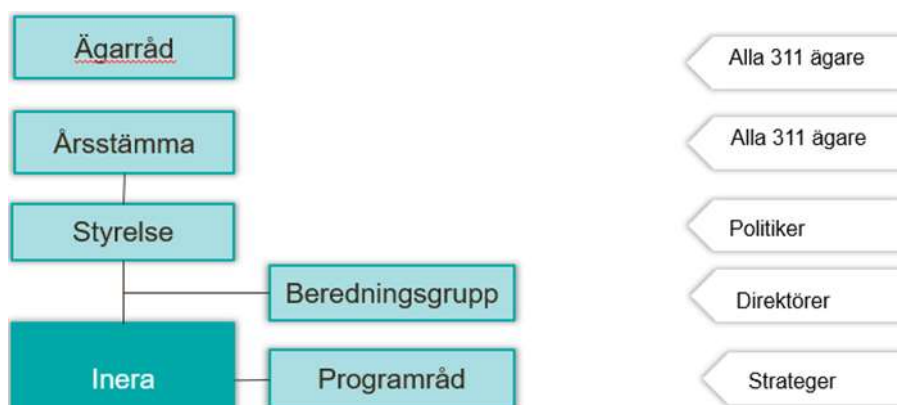 Ägarråd
Alla 311 ägare
Årsstämma
Alla 311 ägare
Styrelse
Politiker
Beredningsgrupp
Direktörer
Inera
Programråd
Strateger